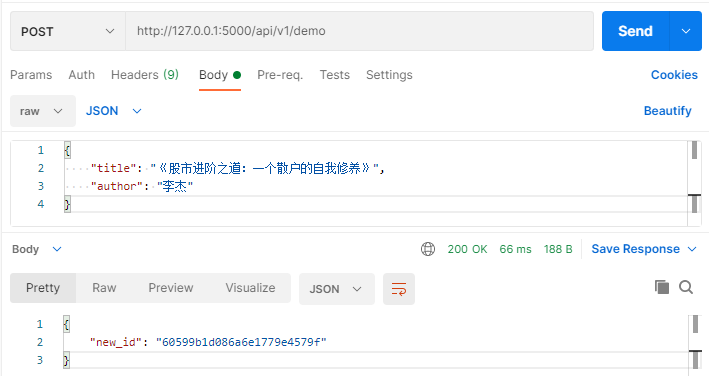 POST http://127.0.0.1:5000/api/v1/demo Send
Params Auth Headers (9) Body Pre-req. Tests Settings Cookies
raw JSON Beautify
1 {
2 "title": "《股市进阶之道：一个散户的自我修养》",
3 "author": "李杰"
4 }
Body 200 OK 66 ms 188 B Save Response
Pretty Raw Preview Visualize JSON
1 {
2 "new_id": "60599b1d086a6e1779e4579f"
3 }